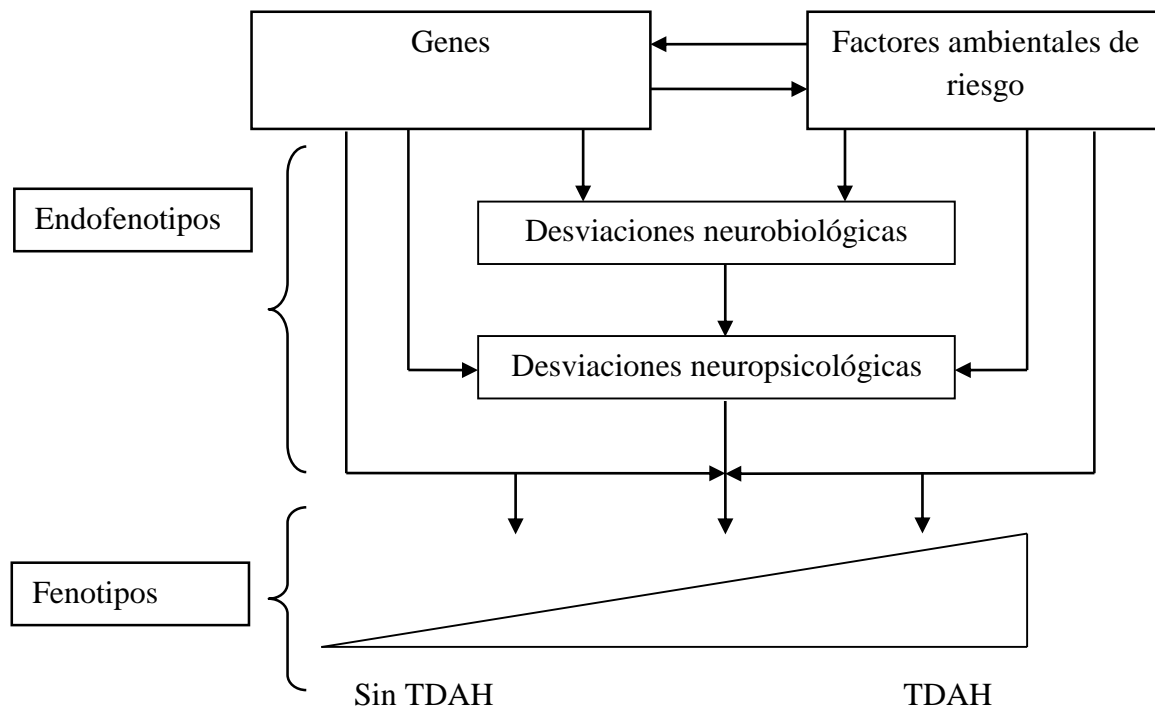 Genes
Factores ambientales de
riesgo
Endofenotipos
Desviaciones neurobiológicas
Desviaciones neuropsicológicas
Fenotipos
Sin TDAH
TDAH